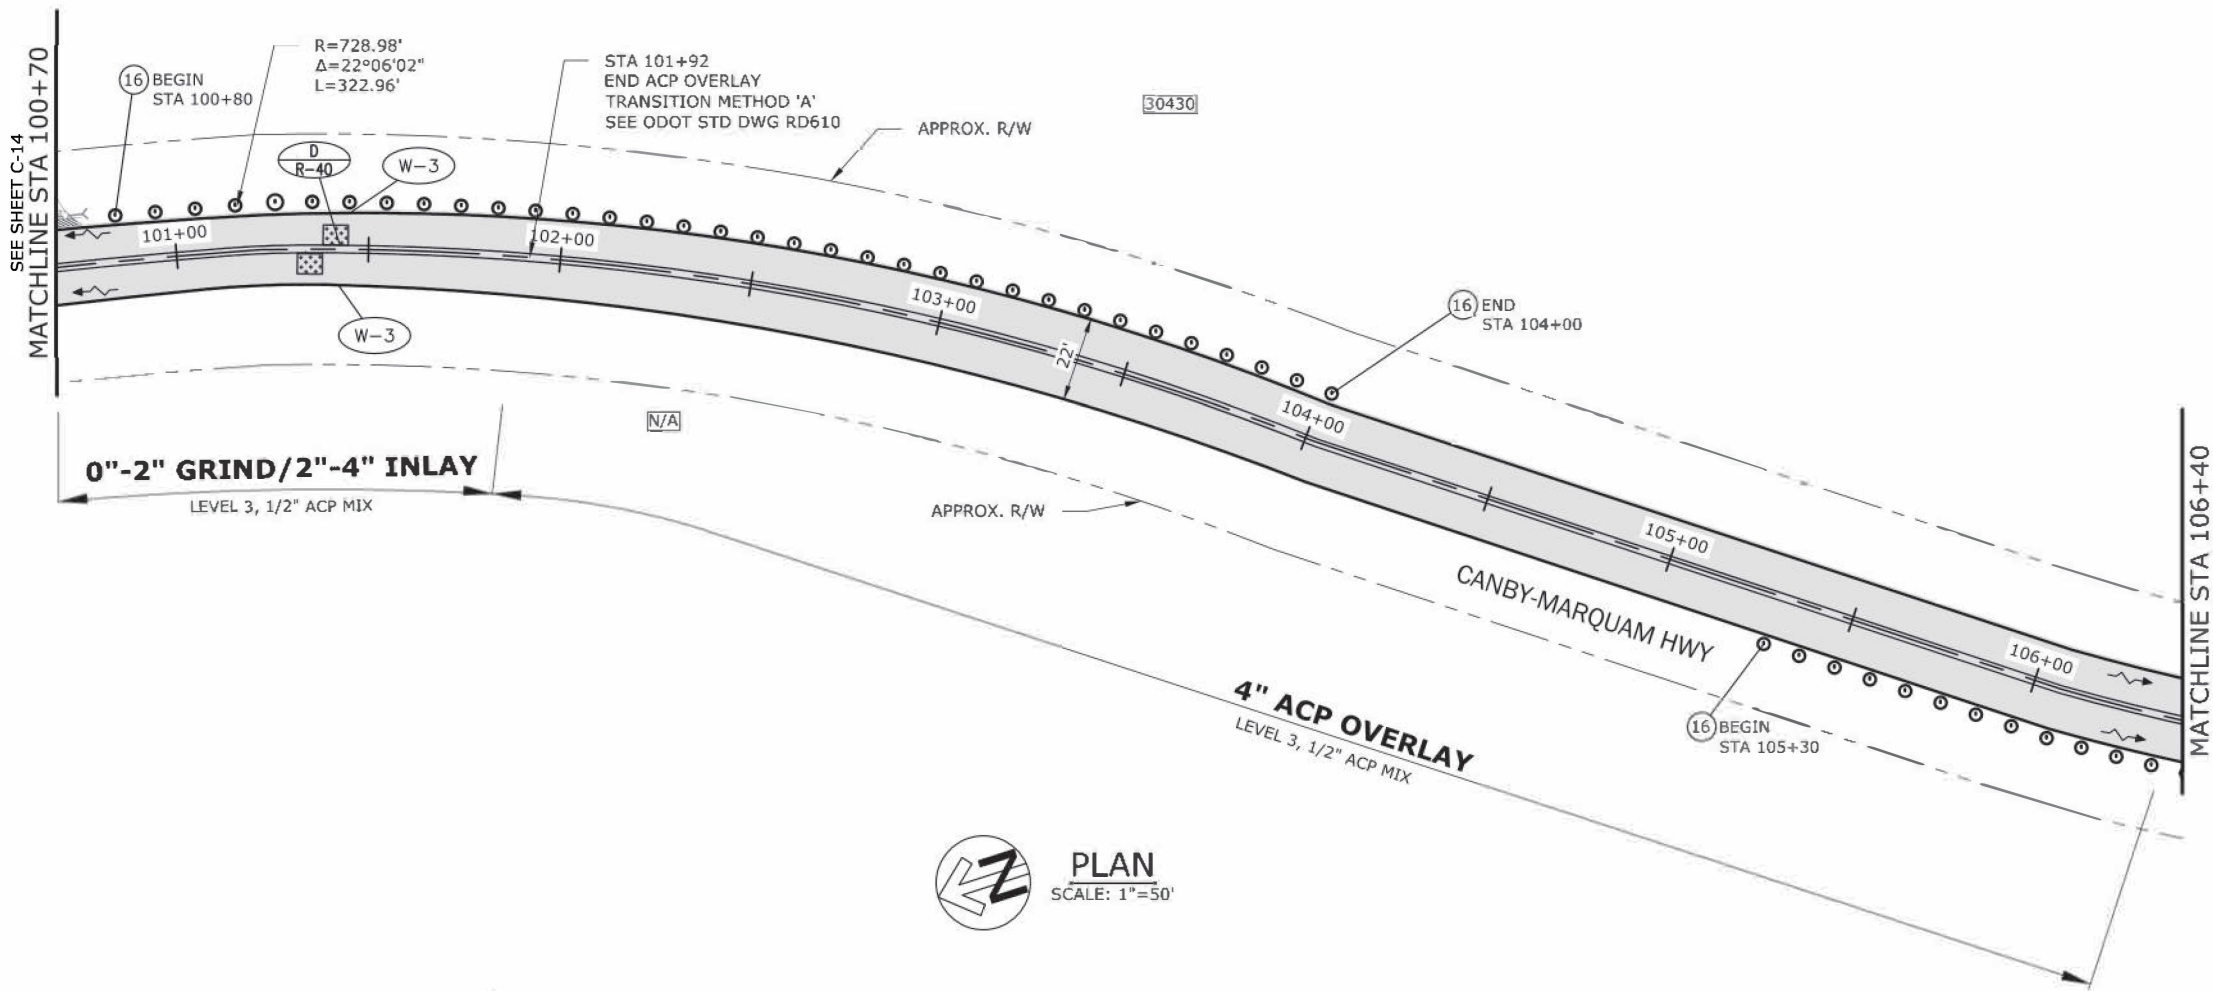 SEE SHEET C-14
MATCHLINE STA 100+70
16 BEGIN
STA 100+80
R=728.98'
Δ=22°06'02"
L=322.96'
STA 101+92
END ACP OVERLAY
TRANSITION METHOD 'A'
SEE ODOT STD DWG RD610
APPROX. R/W
30430
D
R-40
W-3
101+00
102+00
103+00
W-3
22'
16 END
STA 104+00
104+00
N/A
0"-2" GRIND/2"-4" INLAY
LEVEL 3, 1/2" ACP MIX
APPROX. R/W
105+00
CANBY-MARQUAM HWY
106+00
16 BEGIN
STA 105+30
MATCHLINE STA 106+40
4" ACP OVERLAY
LEVEL 3, 1/2" ACP MIX
N
PLAN
SCALE: 1"=50'